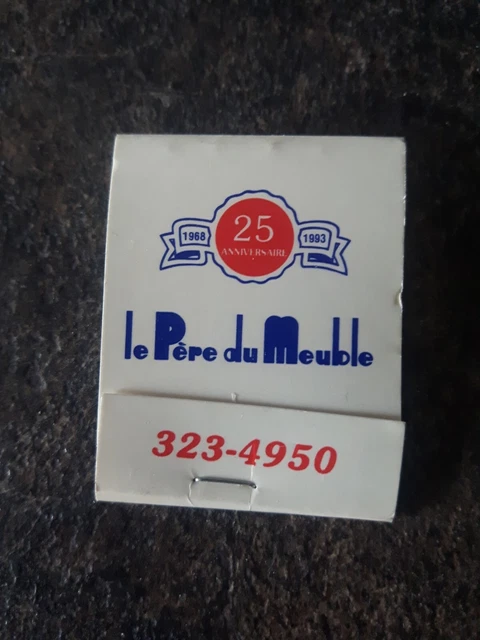 25
1968
1993
ANNIVERSAIRE
le Père du Meuble
323-4950